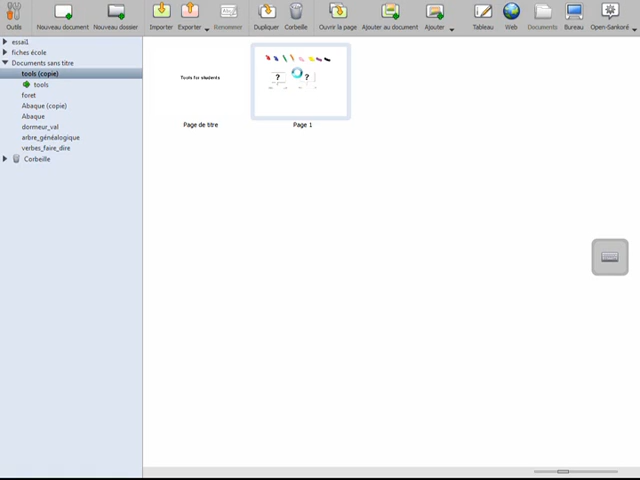 Outils Nouveau document Nouveau dossier Importer Exporter Renommer Dupliquer Corbeille Ouvrir la page Ajouter au document Ajouter Tableau Web Documents Bureau Open-Sankoré
essai1
fiches école
Documents sans titre
tools (copie)
tools
foret
Abaque (copie)
Abaque
dormeur_val
arbre_généalogique
verbes_faire_dire
Corbeille
Tools for students
? ?
Page de titre Page 1